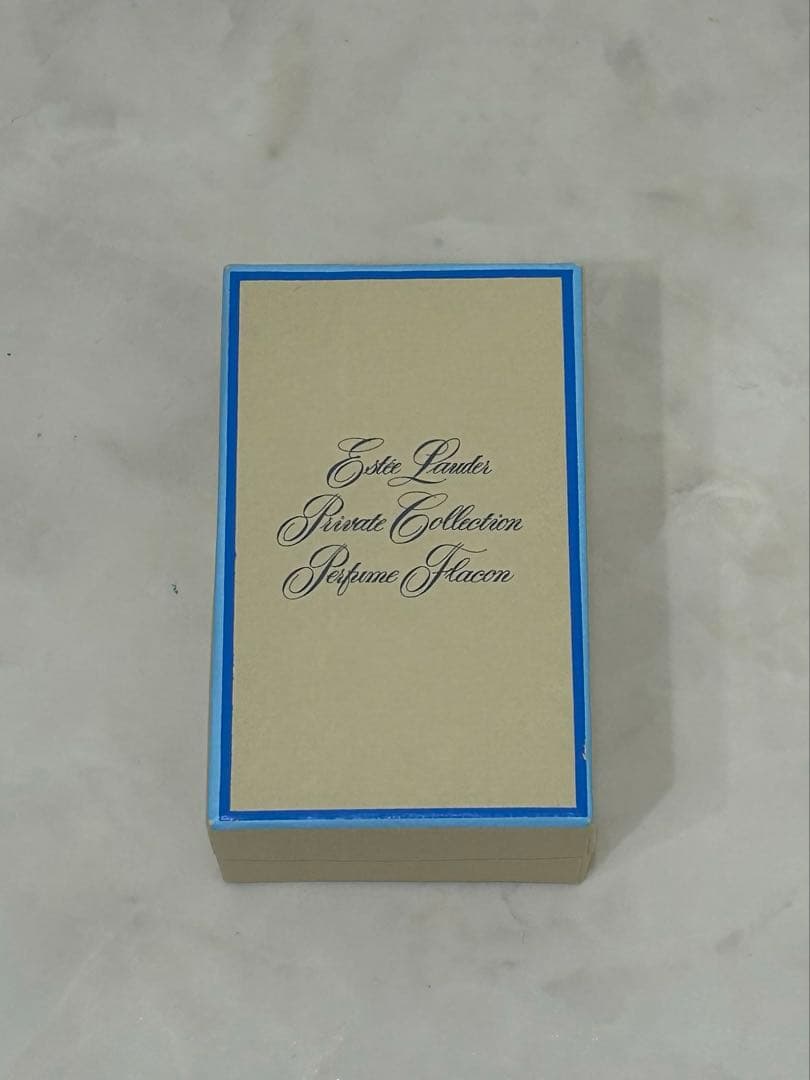 Estée Lauder
Private Collection
Perfume Flacon